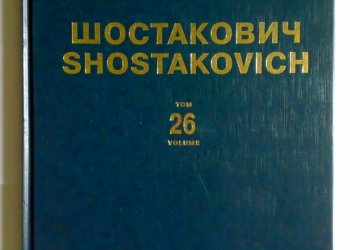 ШОСТАКОВИЧ
SHOSTAKOVICH
ТОМ
26
VOLUME